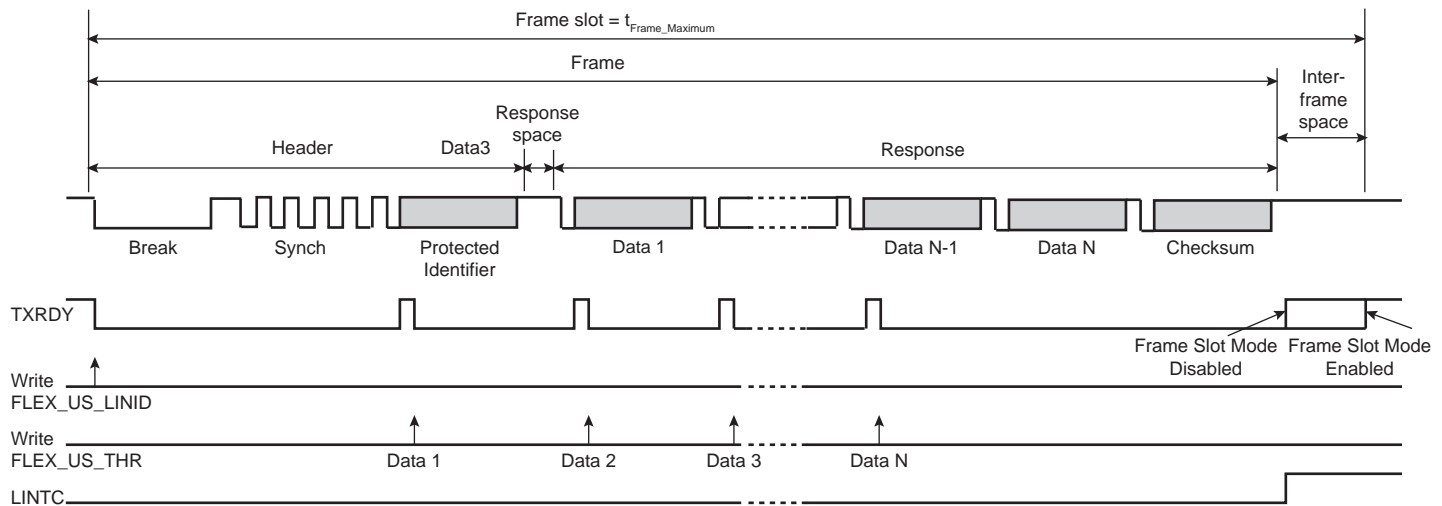 Frame slot = tFrame_Maximum
Frame
Inter-
frame
space
Response
space
Header
Data3
Response
Break
Synch
Protected
Identifier
Data 1
Data N-1
Data N
Checksum
TXRDY
Frame Slot Mode
Disabled
Frame Slot Mode
Enabled
Write
FLEX_US_LINID
Write
FLEX_US_THR
Data 1
Data 2
Data 3
Data N
LINTC